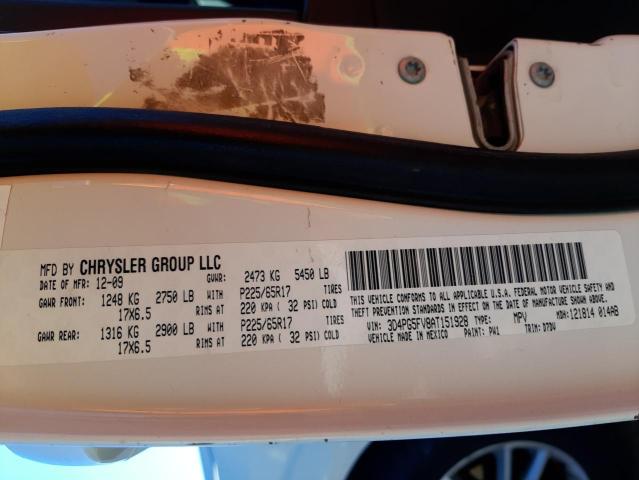 MFD BY CHRYSLER GROUP LLC
DATE OF MFR: 12-09 GVWR: 2473 KG 5450 LB
GAWR FRONT: 1248 KG 2750 LB WITH P225/65R17 TIRES
17X6.5 RIMS AT 220 KPA ( 32 PSI) COLD
GAWR REAR: 1316 KG 2900 LB WITH P225/65R17 TIRES
17X6.5 RIMS AT 220 KPA ( 32 PSI) COLD
THIS VEHICLE CONFORMS TO ALL APPLICABLE U.S.A. FEDERAL MOTOR VEHICLE SAFETY AND
THEFT PREVENTION STANDARDS IN EFFECT ON THE DATE OF MANUFACTURE SHOWN ABOVE.
VIN: 3D4PG5FV8AT151928 TYPE: MPV MDH: 121814 014AB
VEHICLE MADE IN MEXICO PAINT: PW1 TRIM: D7DV